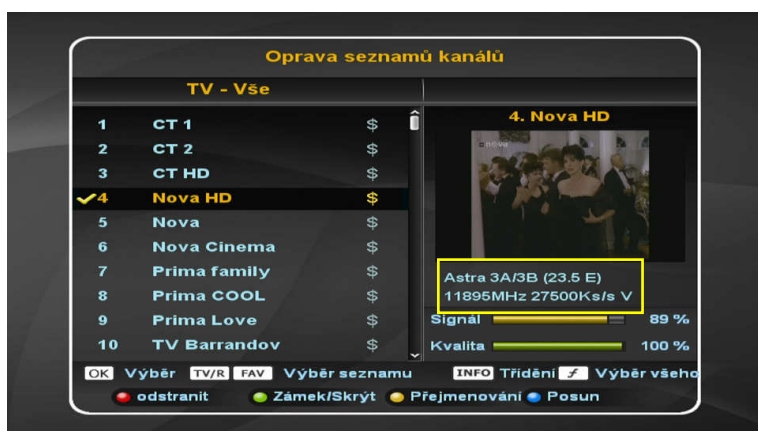 Oprava seznamů kanálů
TV - Vše
1 CT 1 $
2 CT 2 $
3 CT HD $
4 Nova HD $
5 Nova $
6 Nova Cinema $
7 Prima family $
8 Prima COOL $
9 Prima Love $
10 TV Barrandov $
4. Nova HD
Astra 3A/3B (23.5 E)
11895MHz 27500Ks/s V
Signál 89 %
Kvalita 100 %
OK Výběr TV/R FAV Výběr seznamu INFO Třídění f Výběr všeho
odstranit Zámek/Skrýt Přejmenování Posun